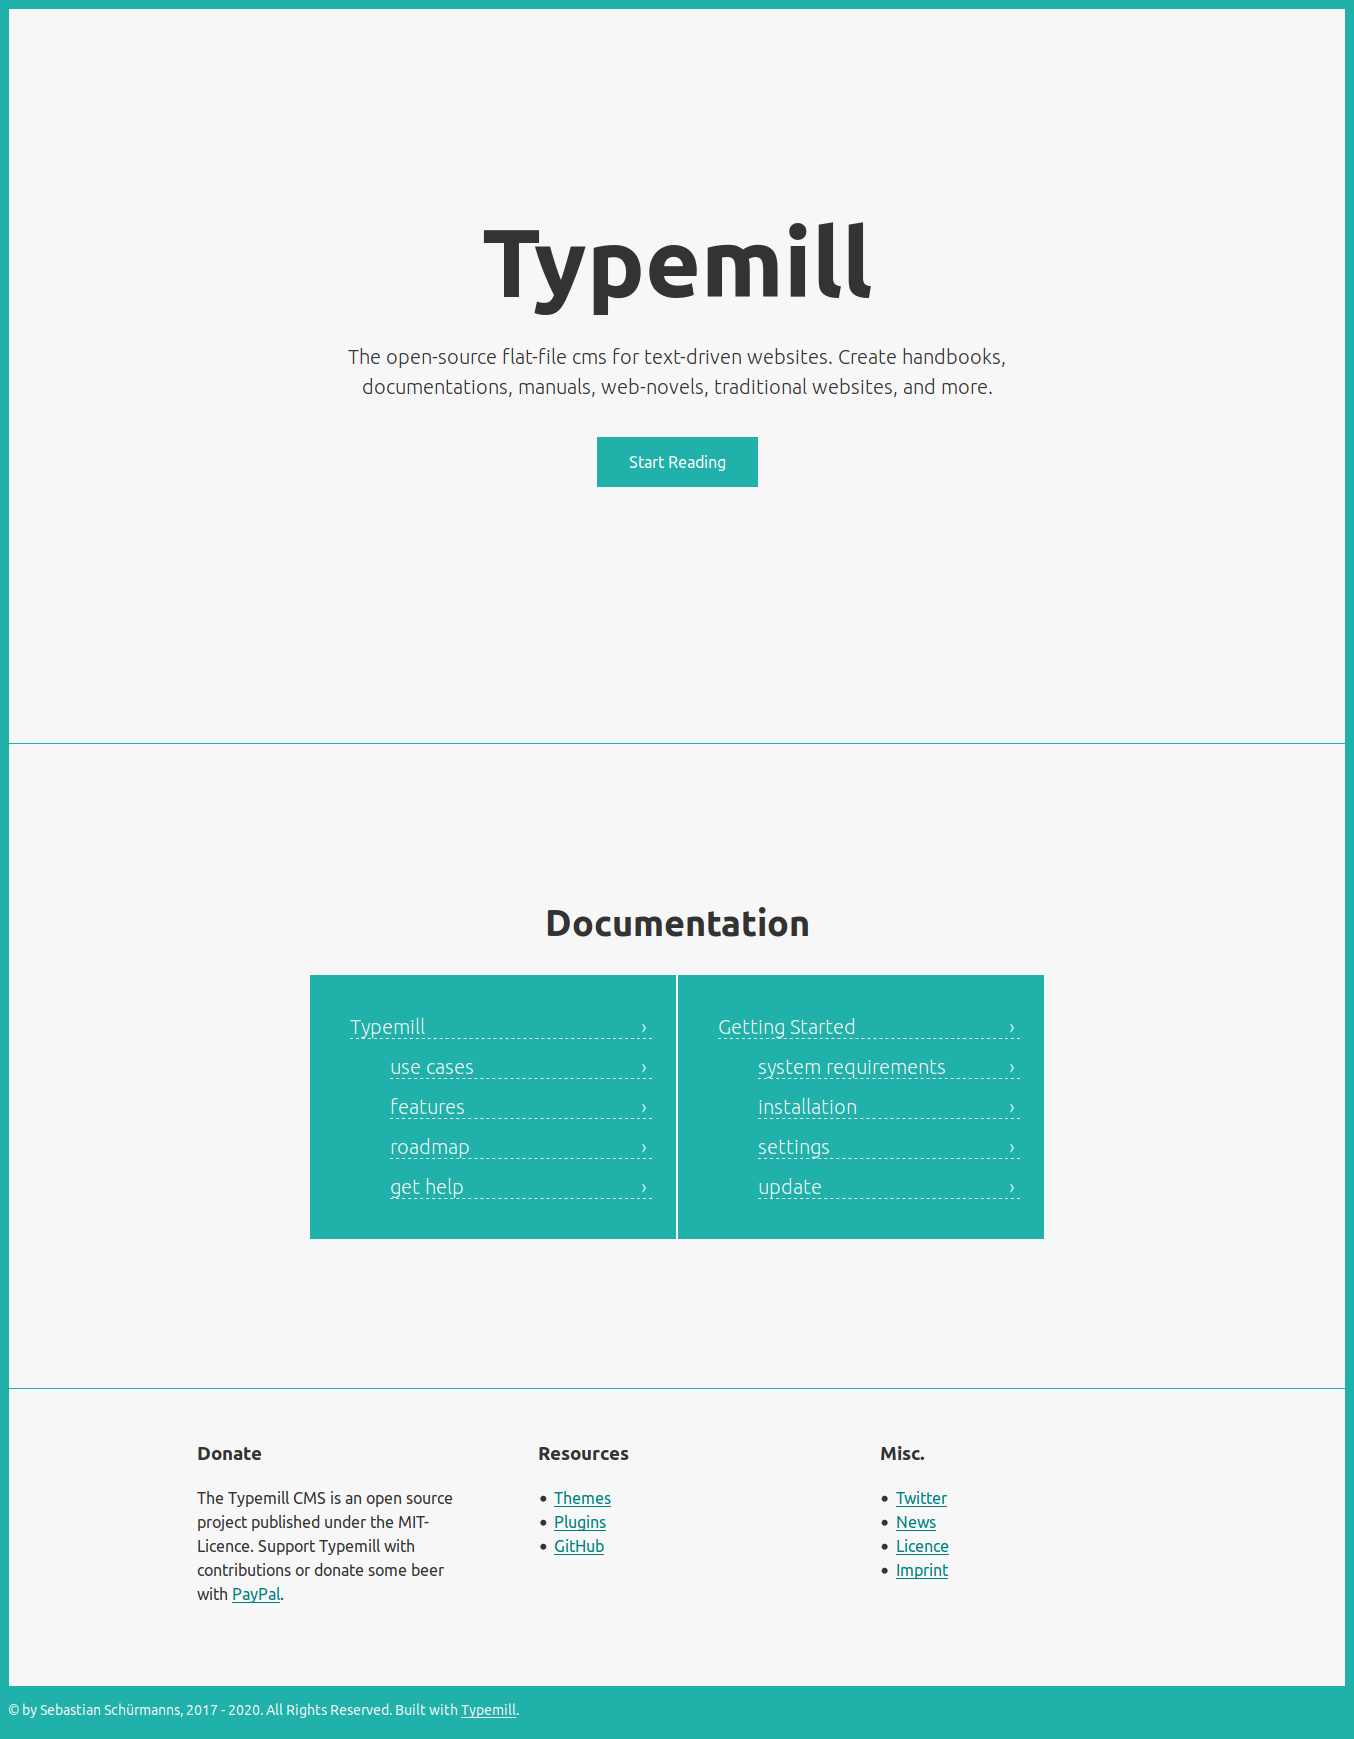 Typemill
The open-source flat-file cms for text-driven websites. Create handbooks,
documentations, manuals, web-novels, traditional websites, and more.
Start Reading
Documentation
Typemill ›
use cases ›
features ›
roadmap ›
get help ›
Getting Started ›
system requirements ›
installation ›
settings ›
update ›
Donate
The Typemill CMS is an open source
project published under the MIT-
Licence. Support Typemill with
contributions or donate some beer
with PayPal.
Resources
• Themes
• Plugins
• GitHub
Misc.
• Twitter
• News
• Licence
• Imprint
© by Sebastian Schürmanns, 2017 - 2020. All Rights Reserved. Built with Typemill.